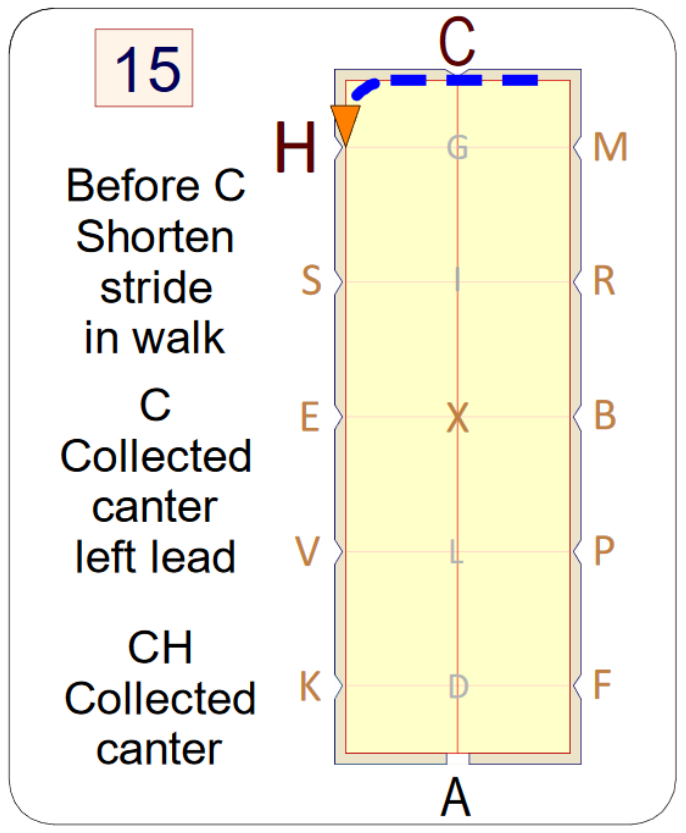 15
C
H
G
M
Before C
Shorten
stride
in walk
S
I
R
C
Collected
canter
left lead
E
X
B
V
L
P
CH
Collected
canter
K
D
F
A